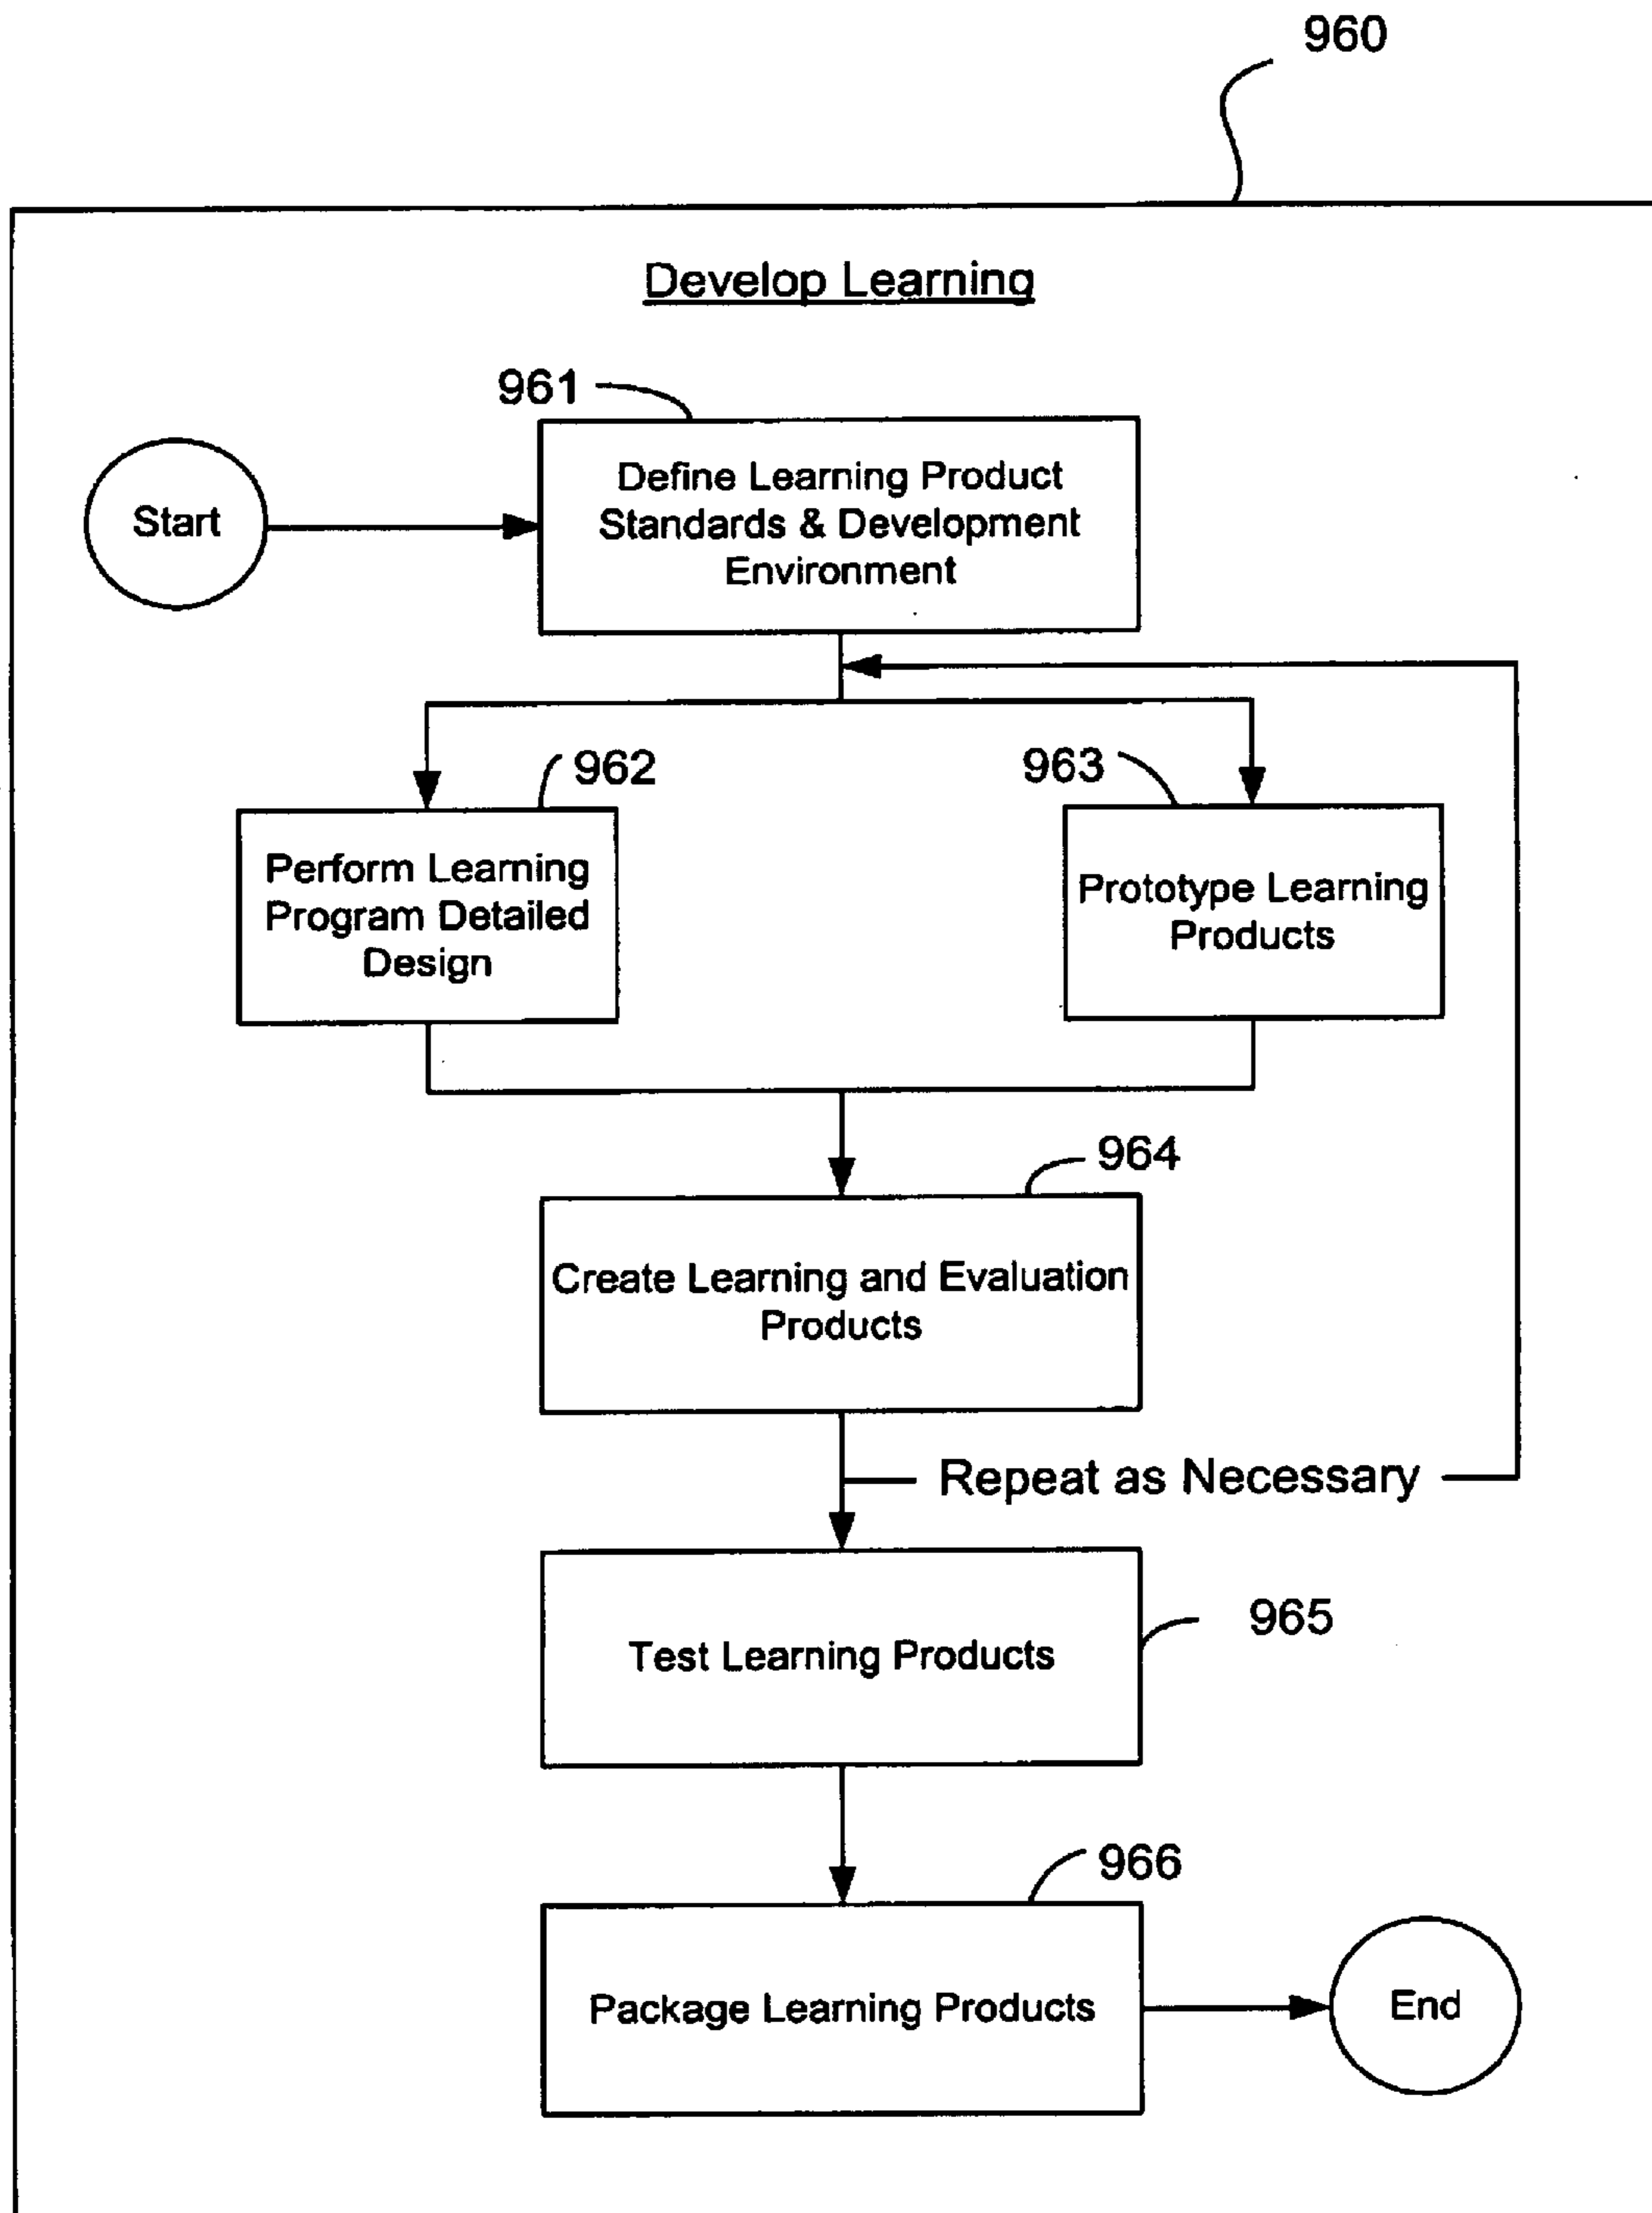 960
Develop Learning
961
Start
Define Learning Product
Standards & Development
Environment
962
963
Perform Learning
Program Detailed
Design
Prototype Learning
Products
964
Create Learning and Evaluation
Products
Repeat as Necessary
965
Test Learning Products
966
Package Learning Products
End